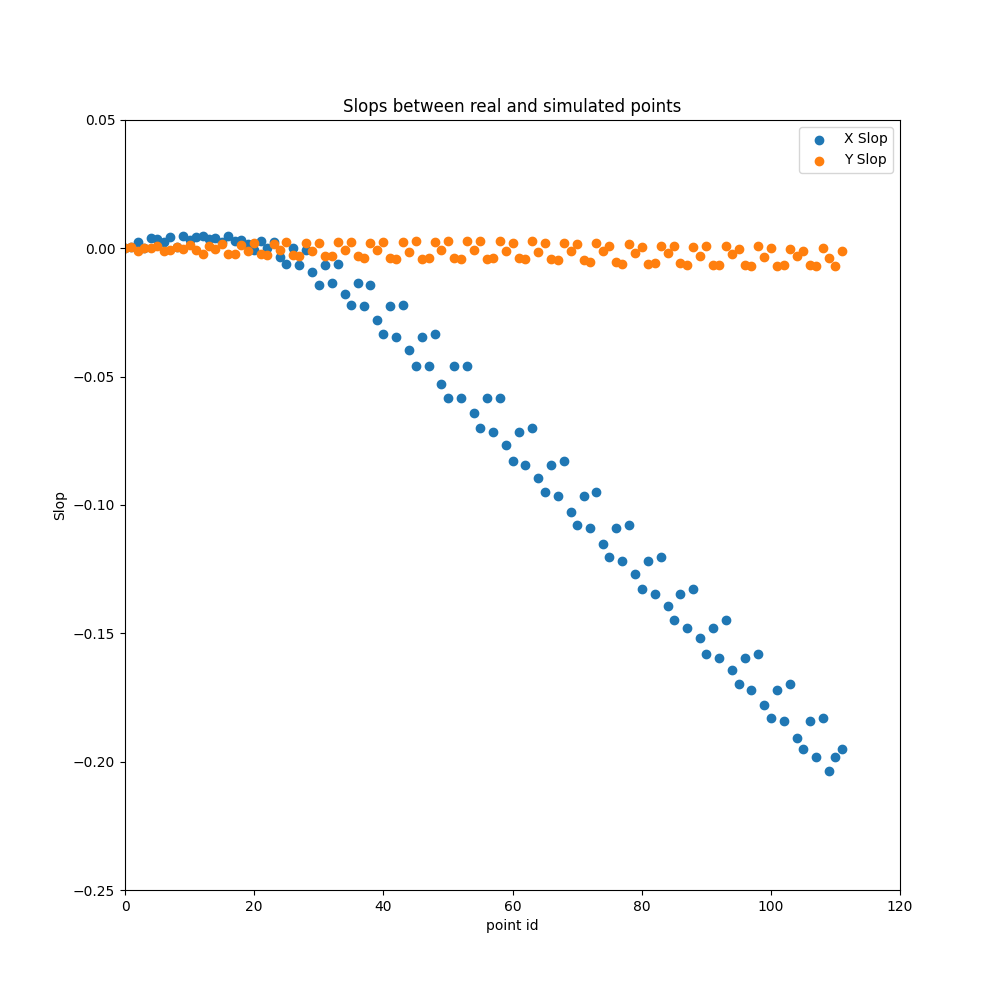 Slops between real and simulated points
X Slop
Y Slop
0.05
0.00
−0.05
−0.10
−0.15
−0.20
−0.25
Slop
0 20 40 60 80 100 120
point id